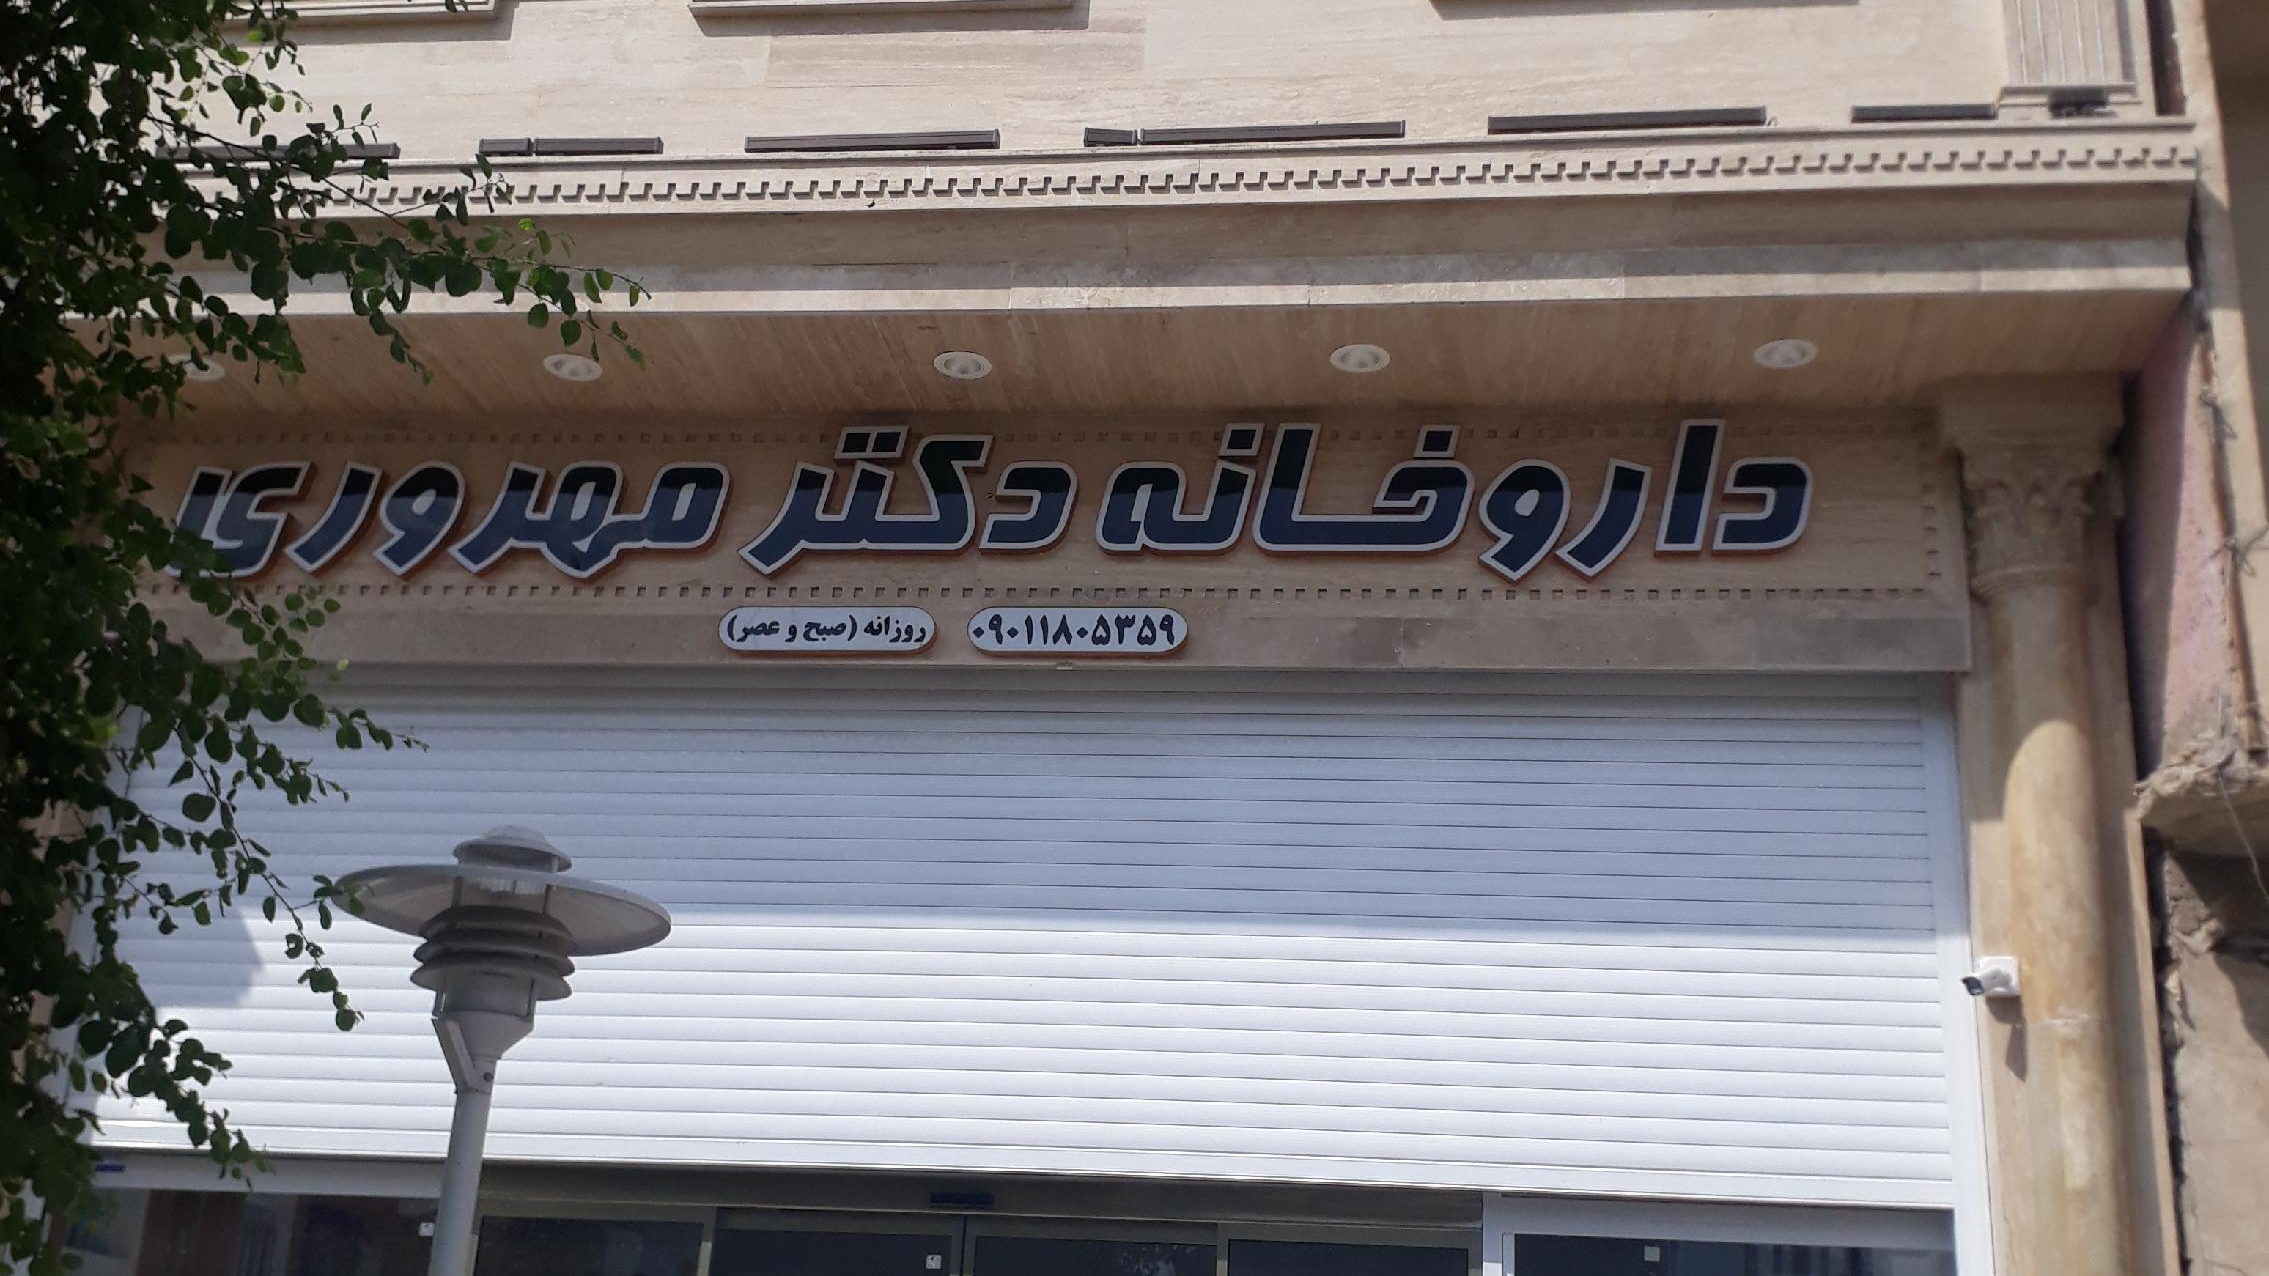 داروخانه دکتر مهروری
۰۹۰۱۱۸۰۵۳۵۹
روزانه (صبح و عصر)